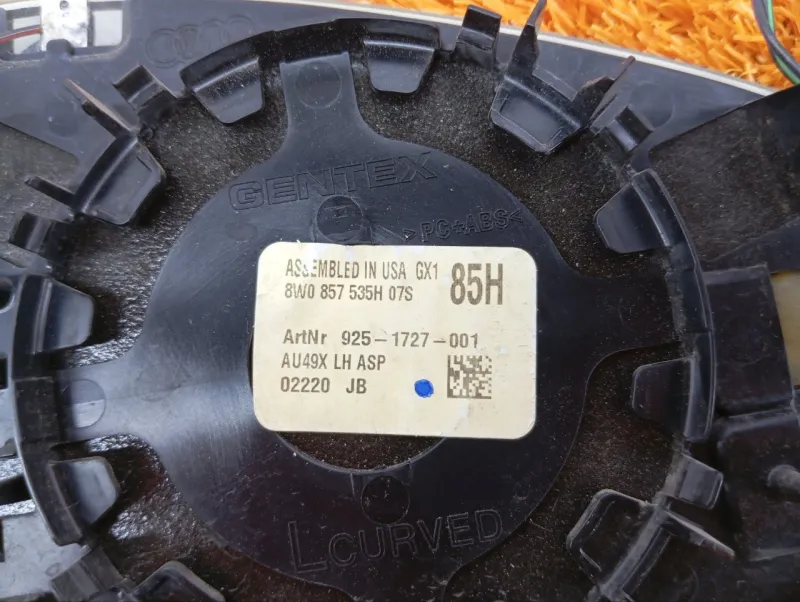 GENTEX
>PC+ABS<
ASSEMBLED IN USA GX1 85H
8W0 857 535H 07S
ArtNr 925-1727-001
AU49X LH ASP
02220 JB
L CURVED